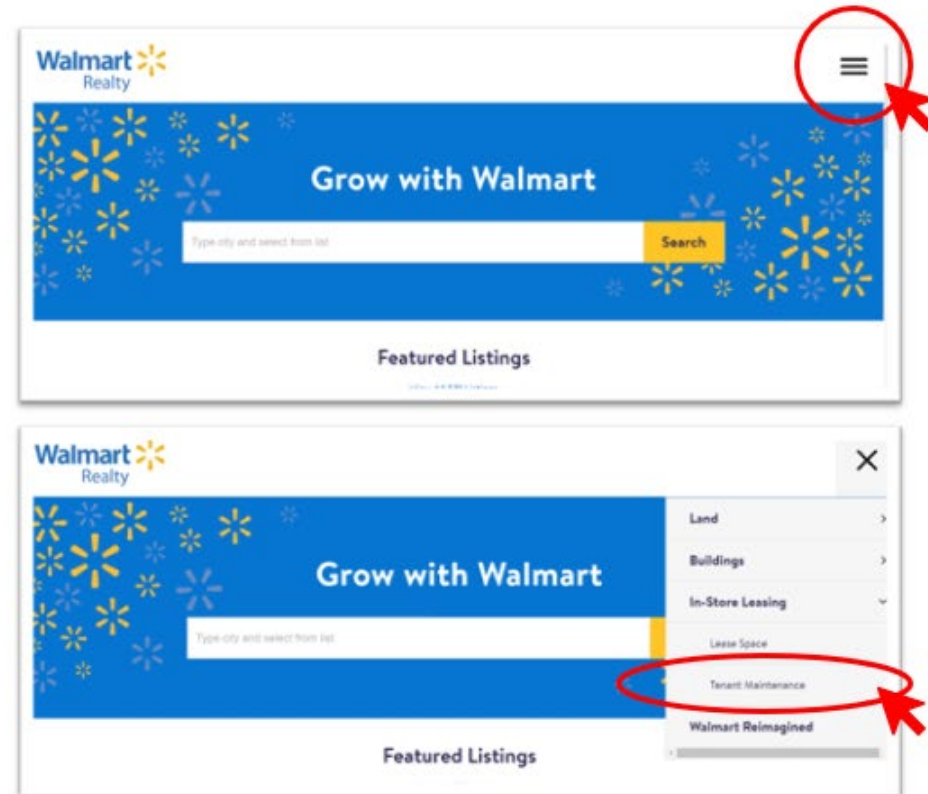 Walmart
Realty
Grow with Walmart
Type city and select from list
Search
Featured Listings
Walmart
Realty
Land
Buildings
In-Store Leasing
Lease Space
Tenant Maintenance
Walmart Reimagined
Grow with Walmart
Type city and select from list
Featured Listings